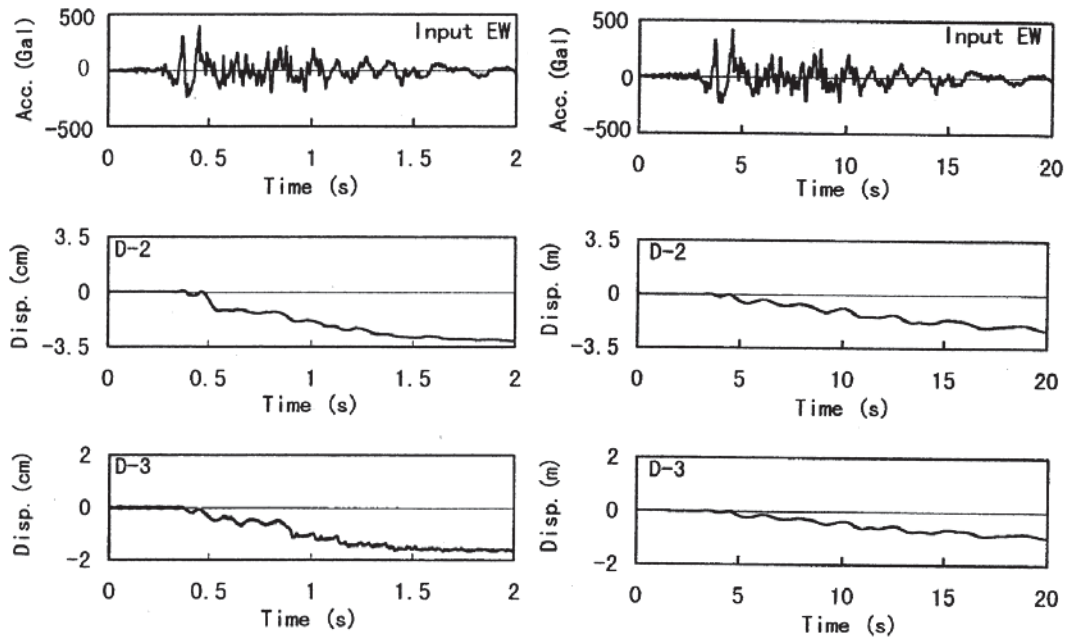 500
Acc. (Gal)
0
-500
Input EW
0 0.5 1 1.5 2
Time (s)
3.5
Disp. (cm)
0
-3.5
D-2
0 0.5 1 1.5 2
Time (s)
2
Disp. (cm)
0
-2
D-3
0 0.5 1 1.5 2
Time (s)
500
Acc. (Gal)
0
-500
Input EW
0 5 10 15 20
Time (s)
3.5
Disp. (m)
0
-3.5
D-2
0 5 10 15 20
Time (s)
2
Disp. (m)
0
-2
D-3
0 5 10 15 20
Time (s)